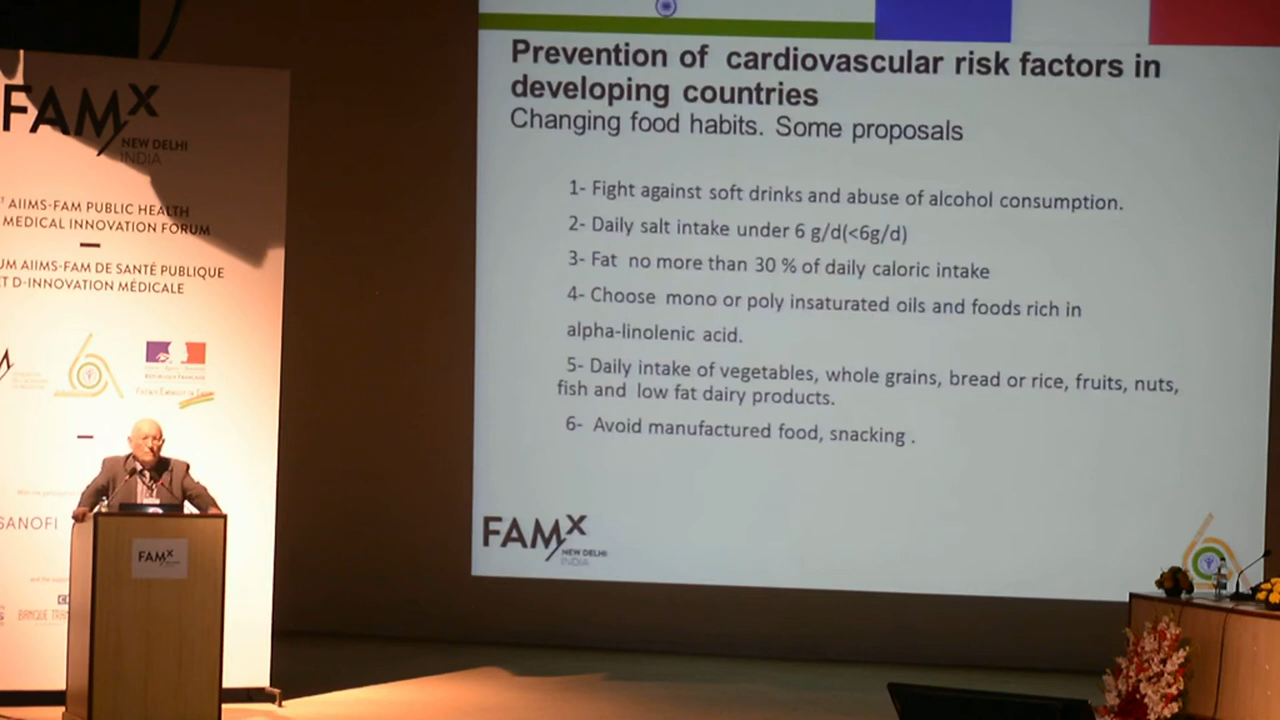 FAMX
NEW DELHI
INDIA
AIIMS-FAM PUBLIC HEALTH
MEDICAL INNOVATION FORUM
AIIMS-FAM DE SANTÉ PUBLIQUE
D-INNOVATION MÉDICALE
SANOFI
FAMX
Prevention of cardiovascular risk factors in
developing countries
Changing food habits. Some proposals
1- Fight against soft drinks and abuse of alcohol consumption.
2- Daily salt intake under 6 g/d(<6g/d)
3- Fat no more than 30 % of daily caloric intake
4- Choose mono or poly insaturated oils and foods rich in
alpha-linolenic acid.
5- Daily intake of vegetables, whole grains, bread or rice, fruits, nuts,
fish and low fat dairy products.
6- Avoid manufactured food, snacking .
FAMX
NEW DELHI
INDIA